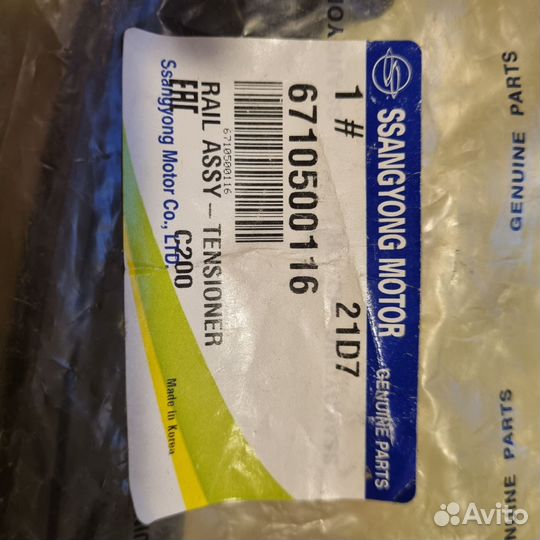 SSANGYONG MOTOR GENUINE PARTS
1 # 21D7
6710500116
6710500116
RAIL ASSY-TENSIONER
EAC C200
Ssangyong Motor Co., LTD.
Made in Korea
GENUINE PARTS
GENUINE PARTS
Avito